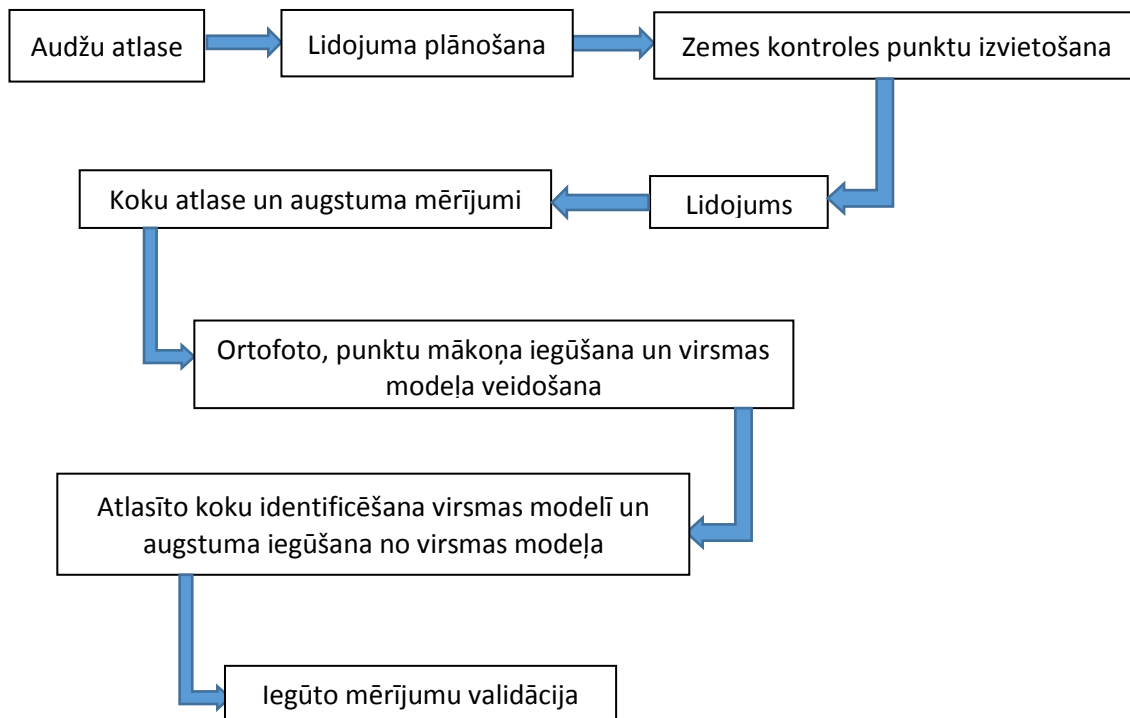 Audžu atlase
Lidojuma plānošana
Zemes kontroles punktu izvietošana
Lidojums
Koku atlase un augstuma mērījumi
Ortofoto, punktu mākoņa iegūšana un virsmas
modeļa veidošana
Atlasīto koku identificēšana virsmas modelī un
augstuma iegūšana no virsmas modeļa
Iegūto mērījumu validācija